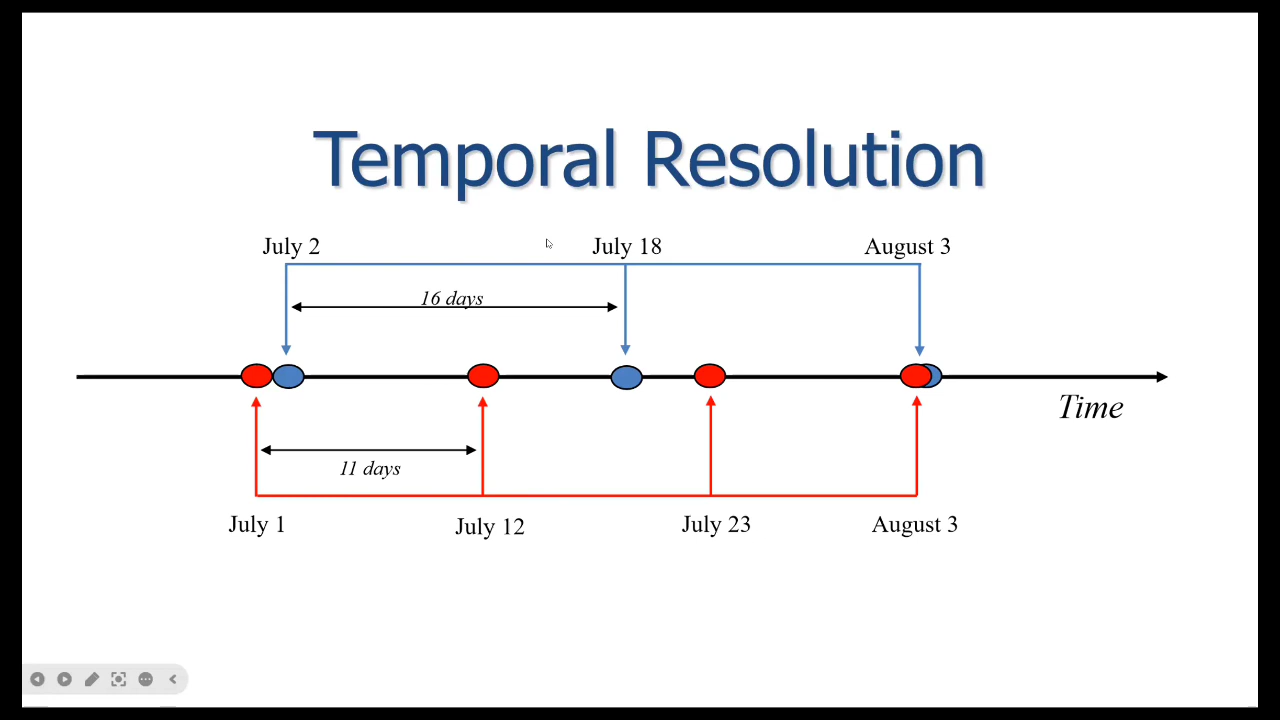 Temporal Resolution
July 2
July 18
August 3
16 days
Time
11 days
July 1
July 12
July 23
August 3